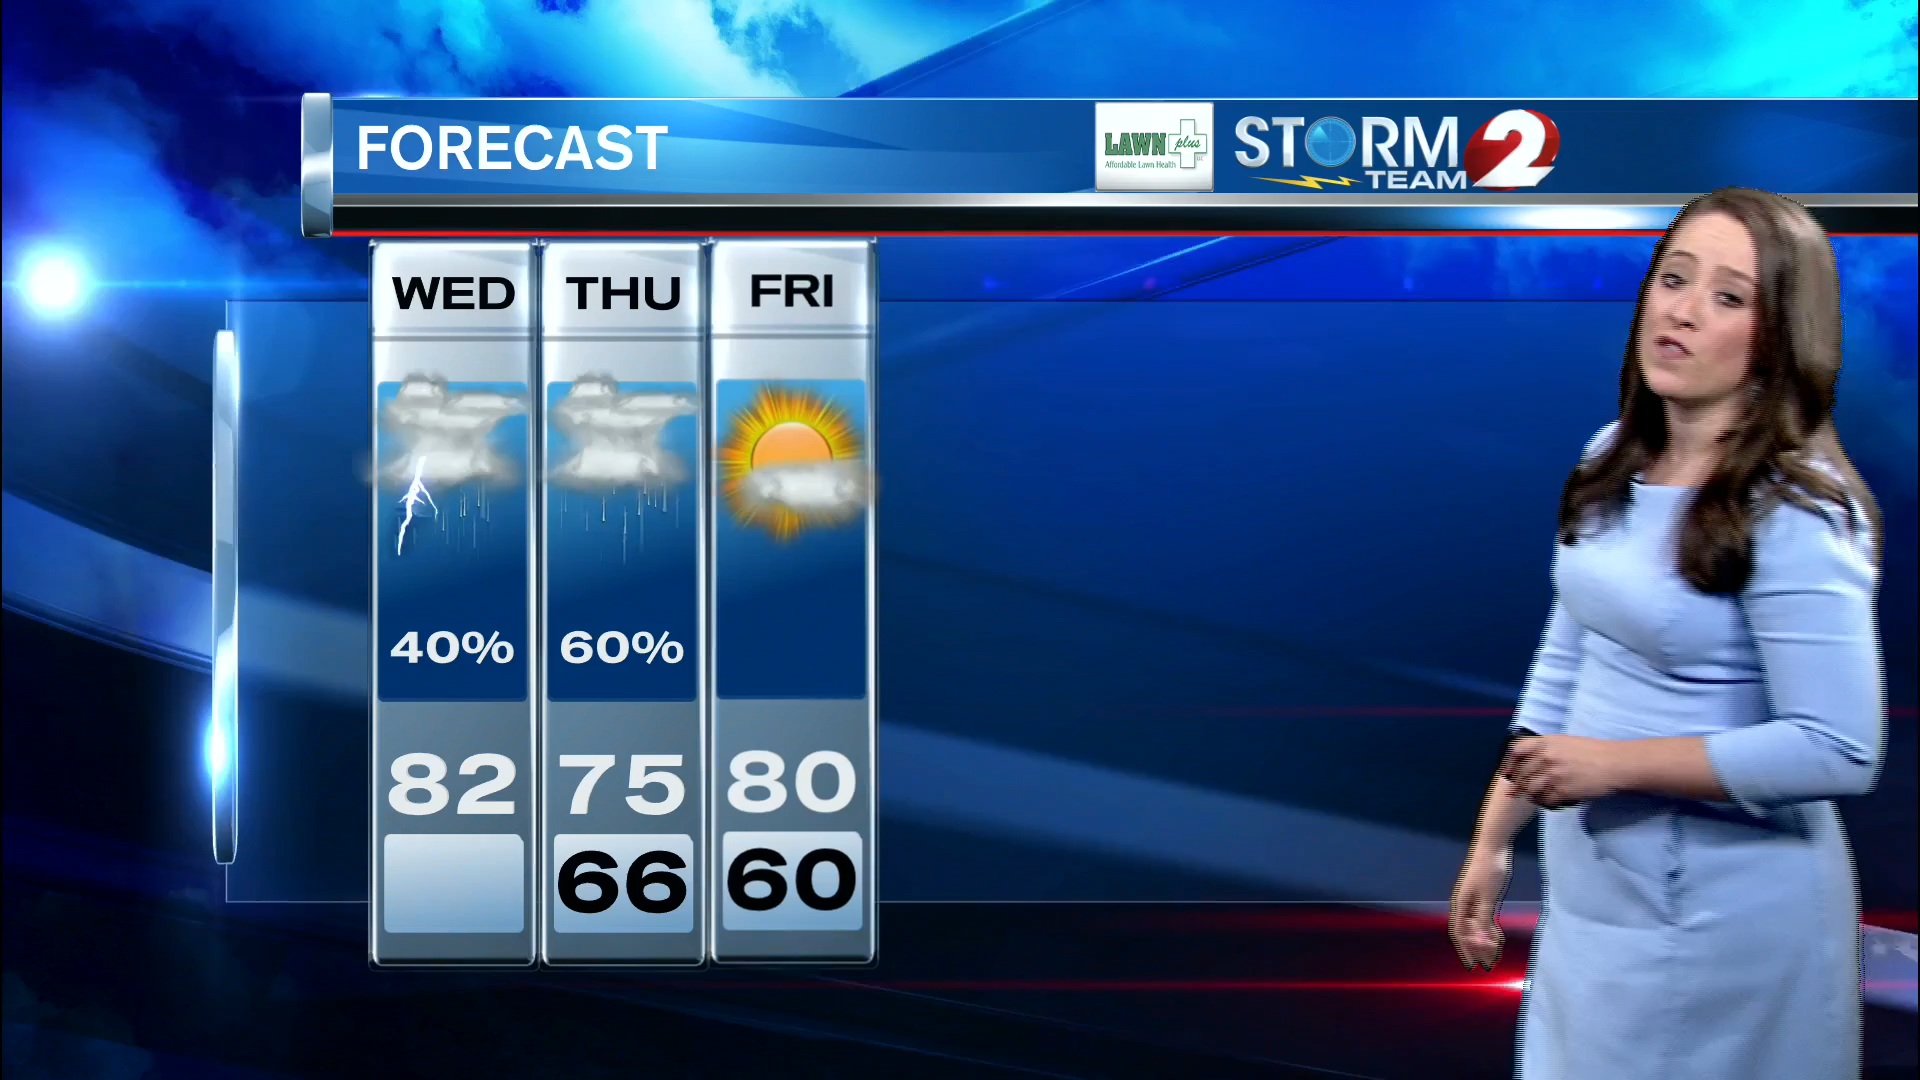 FORECAST
LAWN plus
Affordable Lawn Health
STORM
TEAM 2
WED THU FRI
40% 60%
82 75 80
66 60